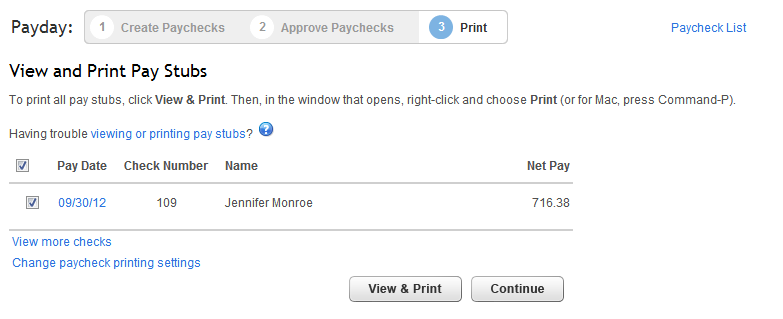 Payday: 1 Create Paychecks 2 Approve Paychecks 3 Print Paycheck List
View and Print Pay Stubs
To print all pay stubs, click View & Print. Then, in the window that opens, right-click and choose Print (or for Mac, press Command-P).
Having trouble viewing or printing pay stubs? ?
Pay Date Check Number Name Net Pay
09/30/12 109 Jennifer Monroe 716.38
View more checks
Change paycheck printing settings
View & Print Continue